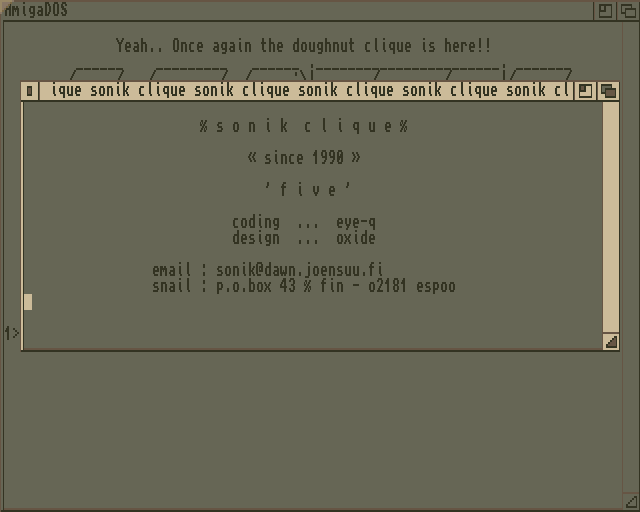 AmigaDOS
Yeah.. Once again the doughnut clique is here!!
ique sonik clique sonik clique sonik clique sonik clique sonik clique sonik cl
% s o n i k  c l i q u e %
« since 1990 »
' f i v e '
coding ... eye-q
design ... oxide
email : sonik@dawn.joensuu.fi
snail : p.o.box 43 % fin - o2181 espoo
1>